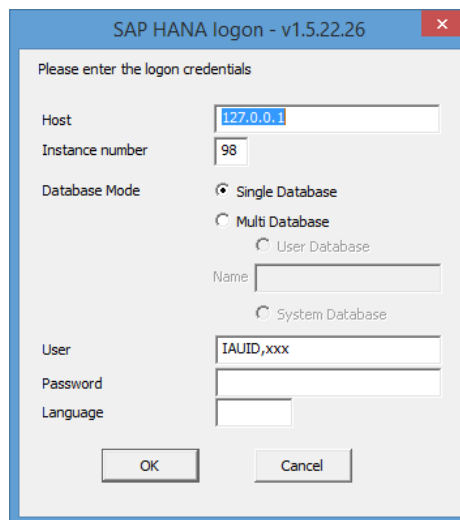 SAP HANA logon - v1.5.22.26
Please enter the logon credentials
Host 127.0.0.1
Instance number 98
Database Mode Single Database
Multi Database
User Database
Name
System Database
User IAUID,xxx
Password
Language
OK Cancel